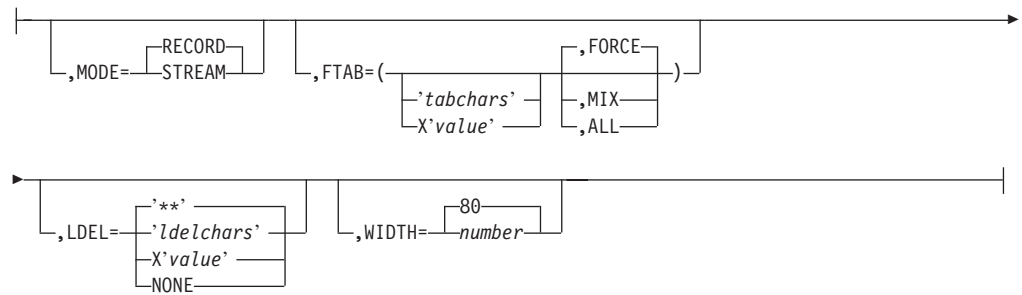 RECORD ,FORCE
,MODE= STREAM ,FTAB=( )
'tabchars' ,MIX
X'value' ,ALL
'**' 80
,LDEL= 'ldelchars' ,WIDTH= number
X'value'
NONE